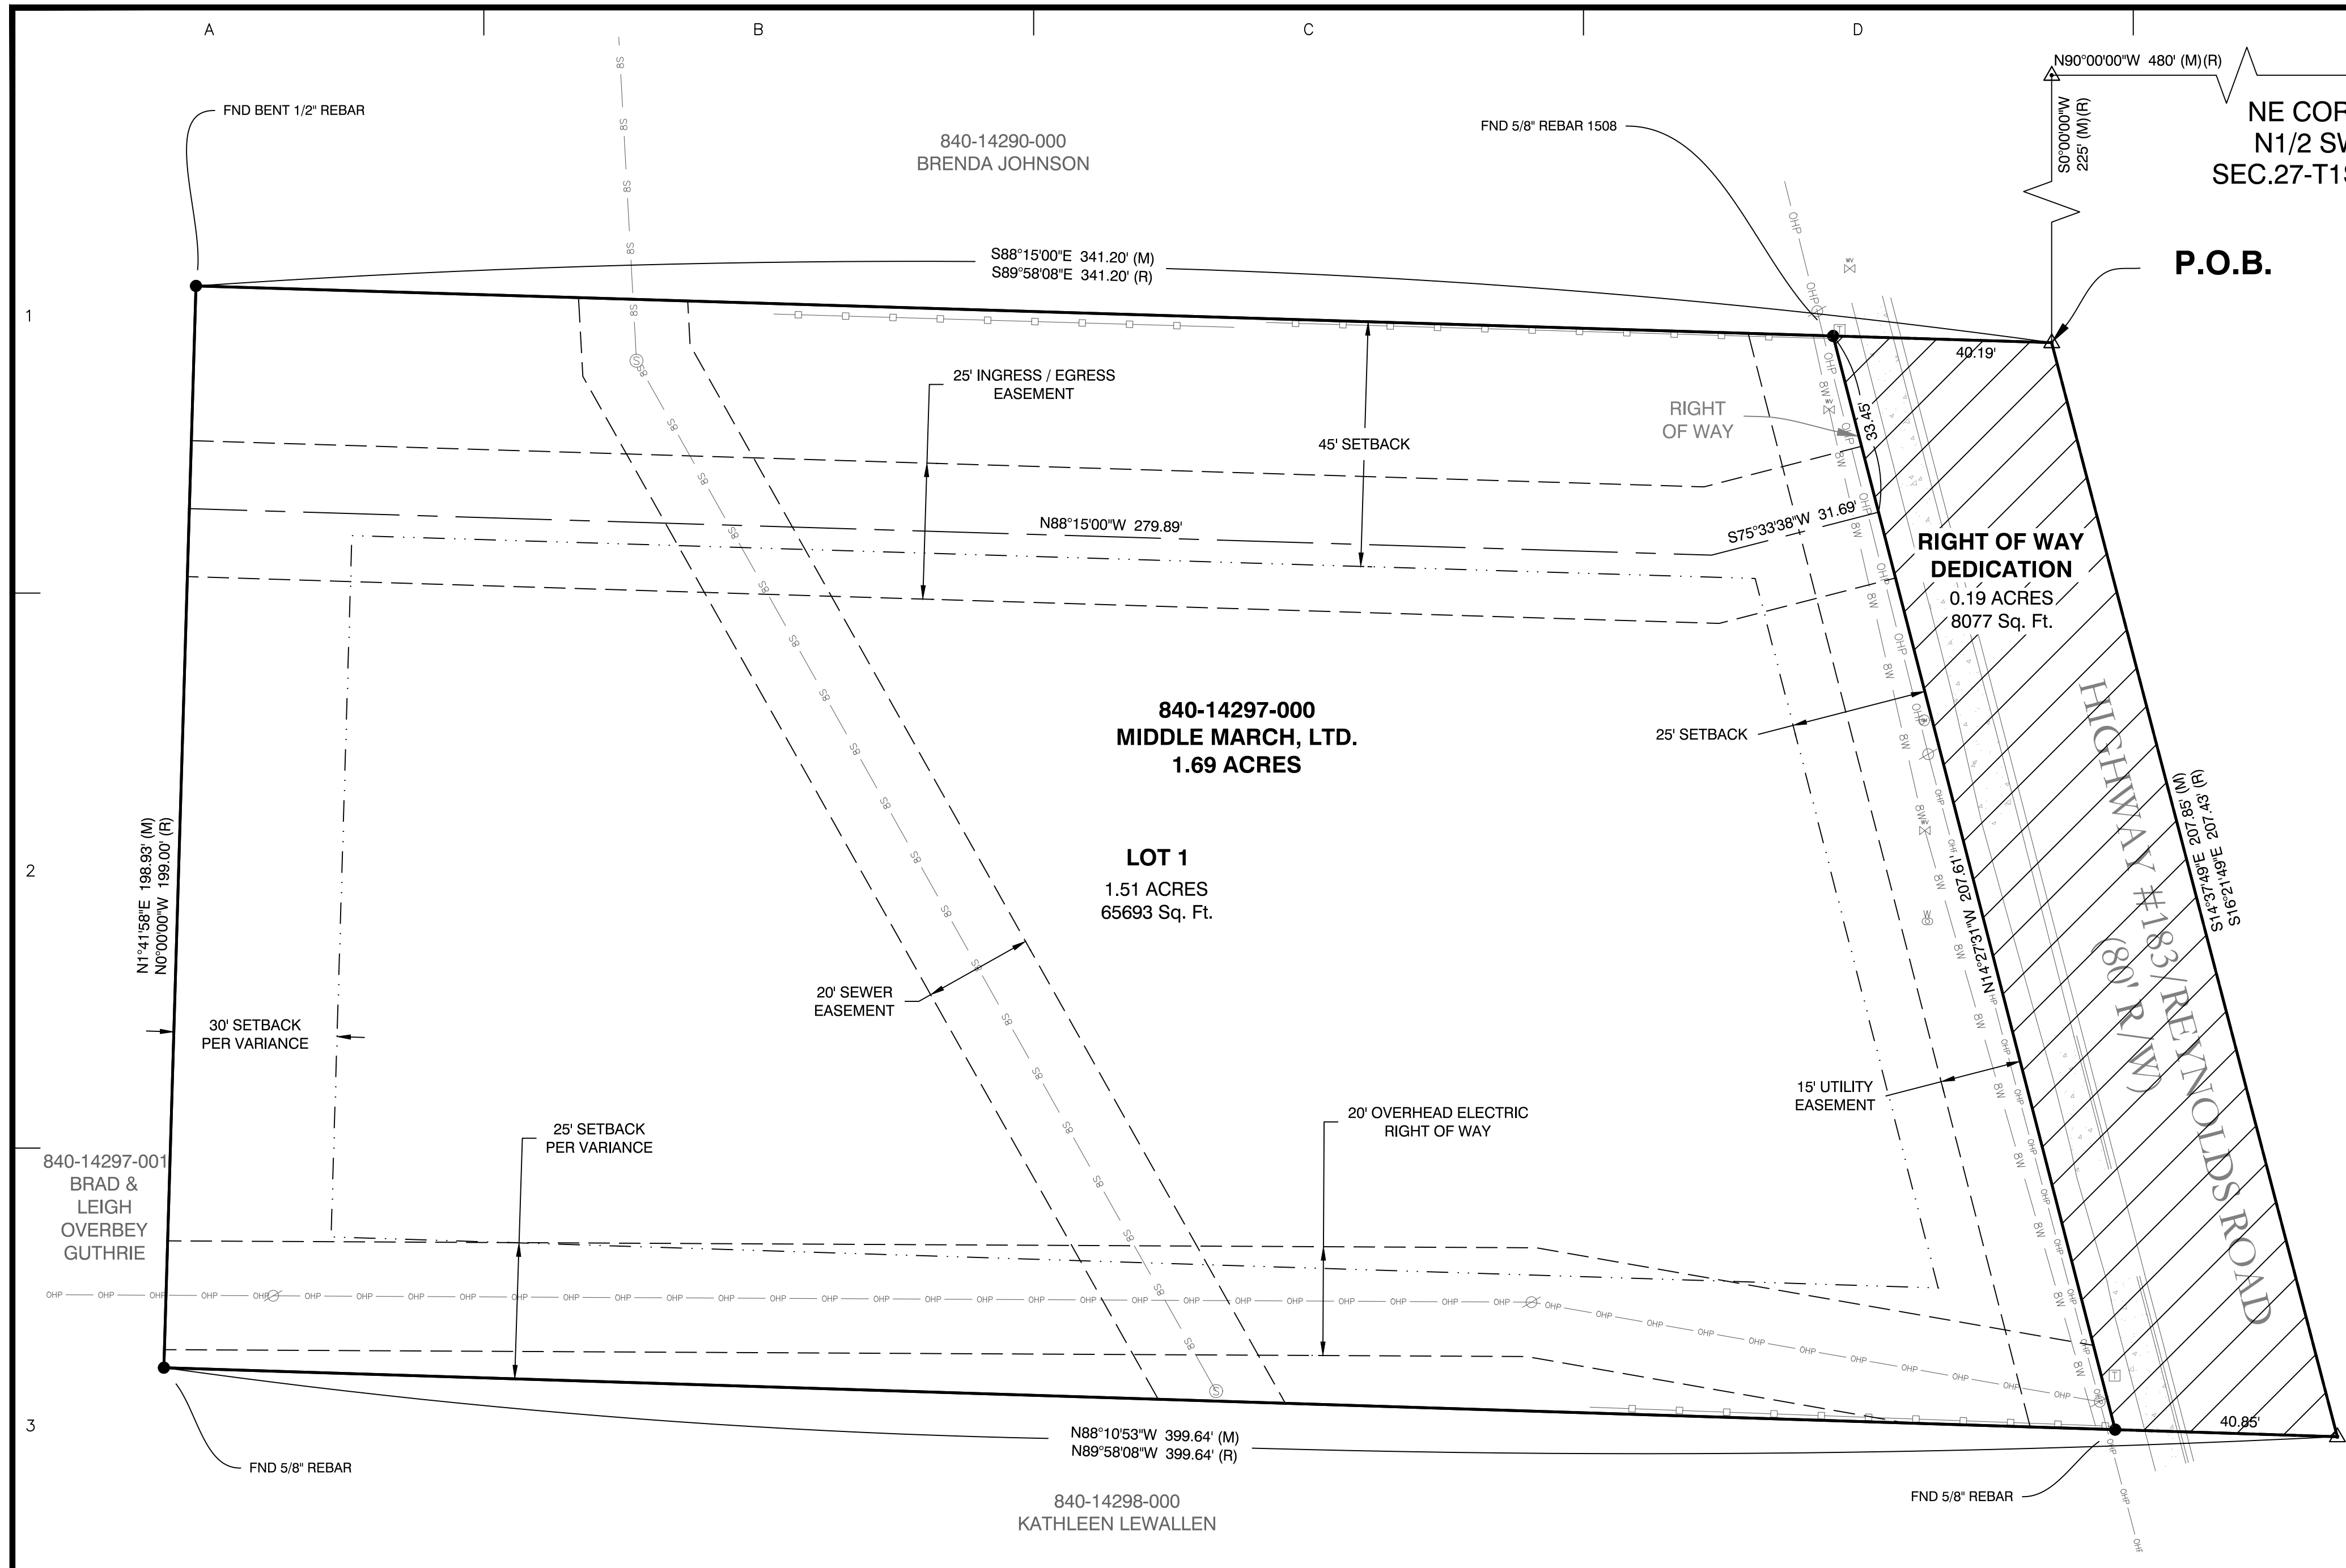 A
B
C
D
N90°00'00"W 480' (M)(R)
S0°00'00"W
225' (M)(R)
NE COR
N1/2 SW
SEC.27-T1S
P.O.B.
FND BENT 1/2" REBAR
840-14290-000
BRENDA JOHNSON
FND 5/8" REBAR 1508
S88°15'00"E 341.20' (M)
S89°58'08"E 341.20' (R)
1
40.19'
33.45'
25' INGRESS / EGRESS
EASEMENT
45' SETBACK
RIGHT
OF WAY
N88°15'00"W 279.89'
S75°33'38"W 31.69'
RIGHT OF WAY
DEDICATION
0.19 ACRES
8077 Sq. Ft.
840-14297-000
MIDDLE MARCH, LTD.
1.69 ACRES
25' SETBACK
HIGHWAY #183/REYNOLDS ROAD
(80' R/W)
S14°37'49"E 207.85' (M)
S16°21'49"E 207.43' (R)
N14°27'31"W 207.61'
2
LOT 1
1.51 ACRES
65693 Sq. Ft.
N1°41'58"E 198.93' (M)
N0°00'00"W 199.00' (R)
20' SEWER
EASEMENT
30' SETBACK
PER VARIANCE
15' UTILITY
EASEMENT
25' SETBACK
PER VARIANCE
20' OVERHEAD ELECTRIC
RIGHT OF WAY
840-14297-001
BRAD &
LEIGH
OVERBEY
GUTHRIE
3
40.85'
N88°10'53"W 399.64' (M)
N89°58'08"W 399.64' (R)
FND 5/8" REBAR
FND 5/8" REBAR
840-14298-000
KATHLEEN LEWALLEN